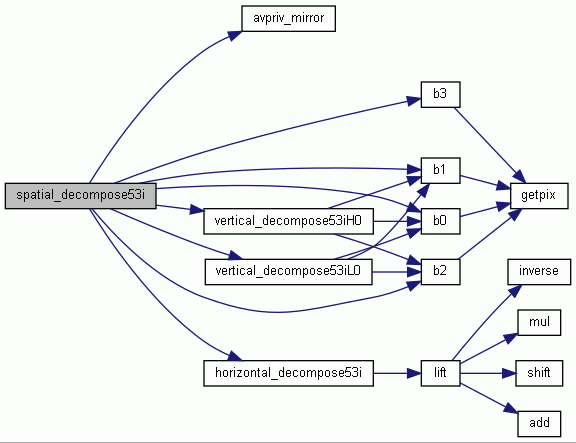 avpriv_mirror
b3
b1
spatial_decompose53i
getpix
vertical_decompose53iH0
b0
vertical_decompose53iL0
b2
inverse
mul
horizontal_decompose53i
lift
shift
add